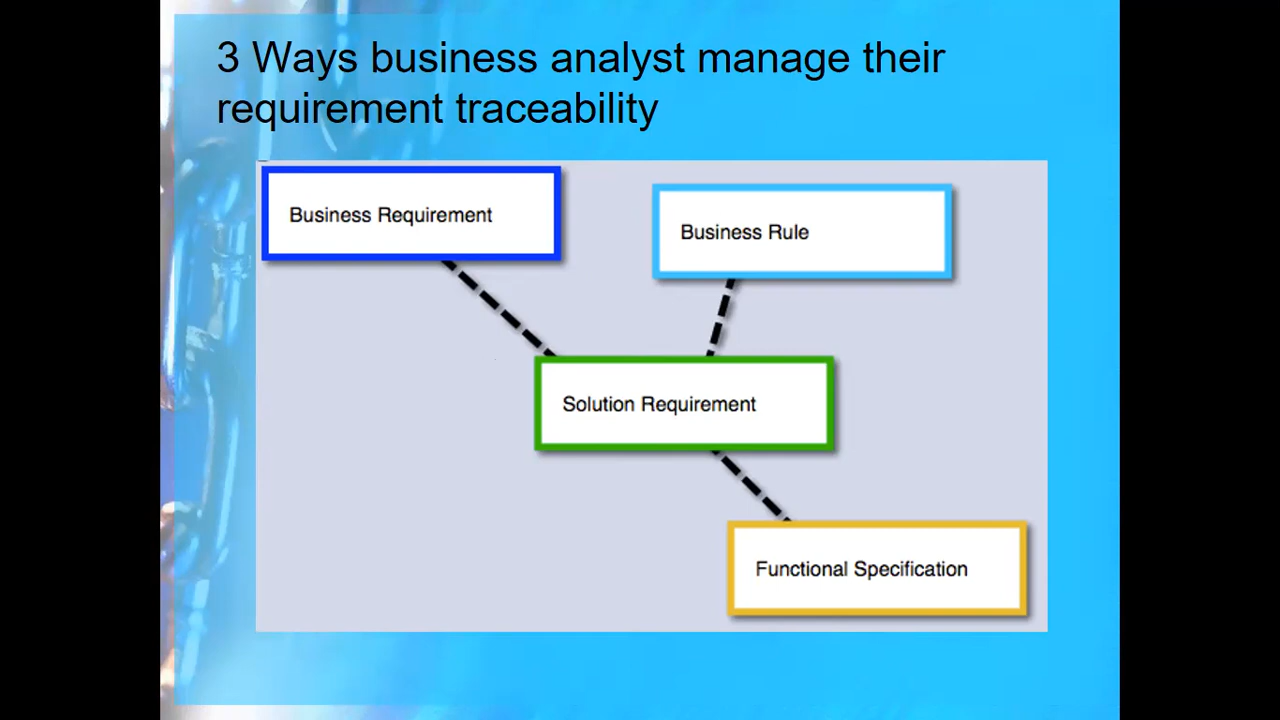 3 Ways business analyst manage their
requirement traceability
Business Requirement
Business Rule
Solution Requirement
Functional Specification